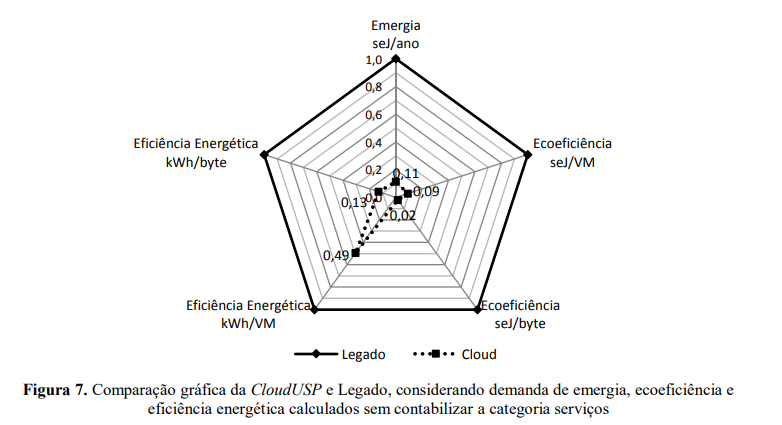 Emergia
seJ/ano
1,0
0,8
0,6
0,4
0,2
0,0
Eficiência Energética
kWh/byte
Ecoeficiência
seJ/VM
0,11
0,09
0,02
0,13
0,49
Eficiência Energética
kWh/VM
Ecoeficiência
seJ/byte
Legado
Cloud
Figura 7. Comparação gráfica da CloudUSP e Legado, considerando demanda de emergia, ecoeficiência e
eficiência energética calculados sem contabilizar a categoria serviços